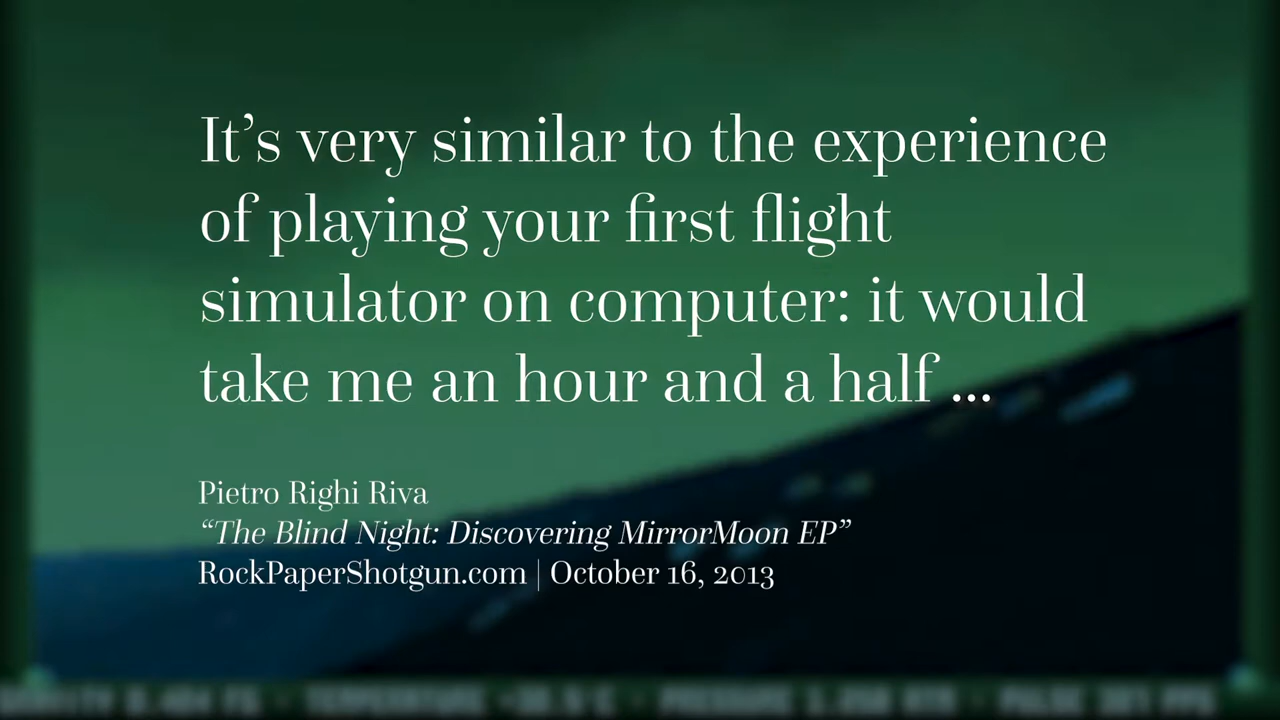 It’s very similar to the experience
of playing your first flight
simulator on computer: it would
take me an hour and a half ...
Pietro Righi Riva
“The Blind Night: Discovering MirrorMoon EP”
RockPaperShotgun.com | October 16, 2013